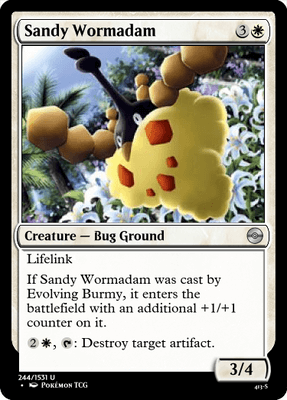 Sandy Wormadam 3
Creature — Bug Ground
Lifelink
If Sandy Wormadam was cast by
Evolving Burmy, it enters the
battlefield with an additional +1/+1
counter on it.
2, : Destroy target artifact.
3/4
244/1531 U
• Pokémon TCG
413-S